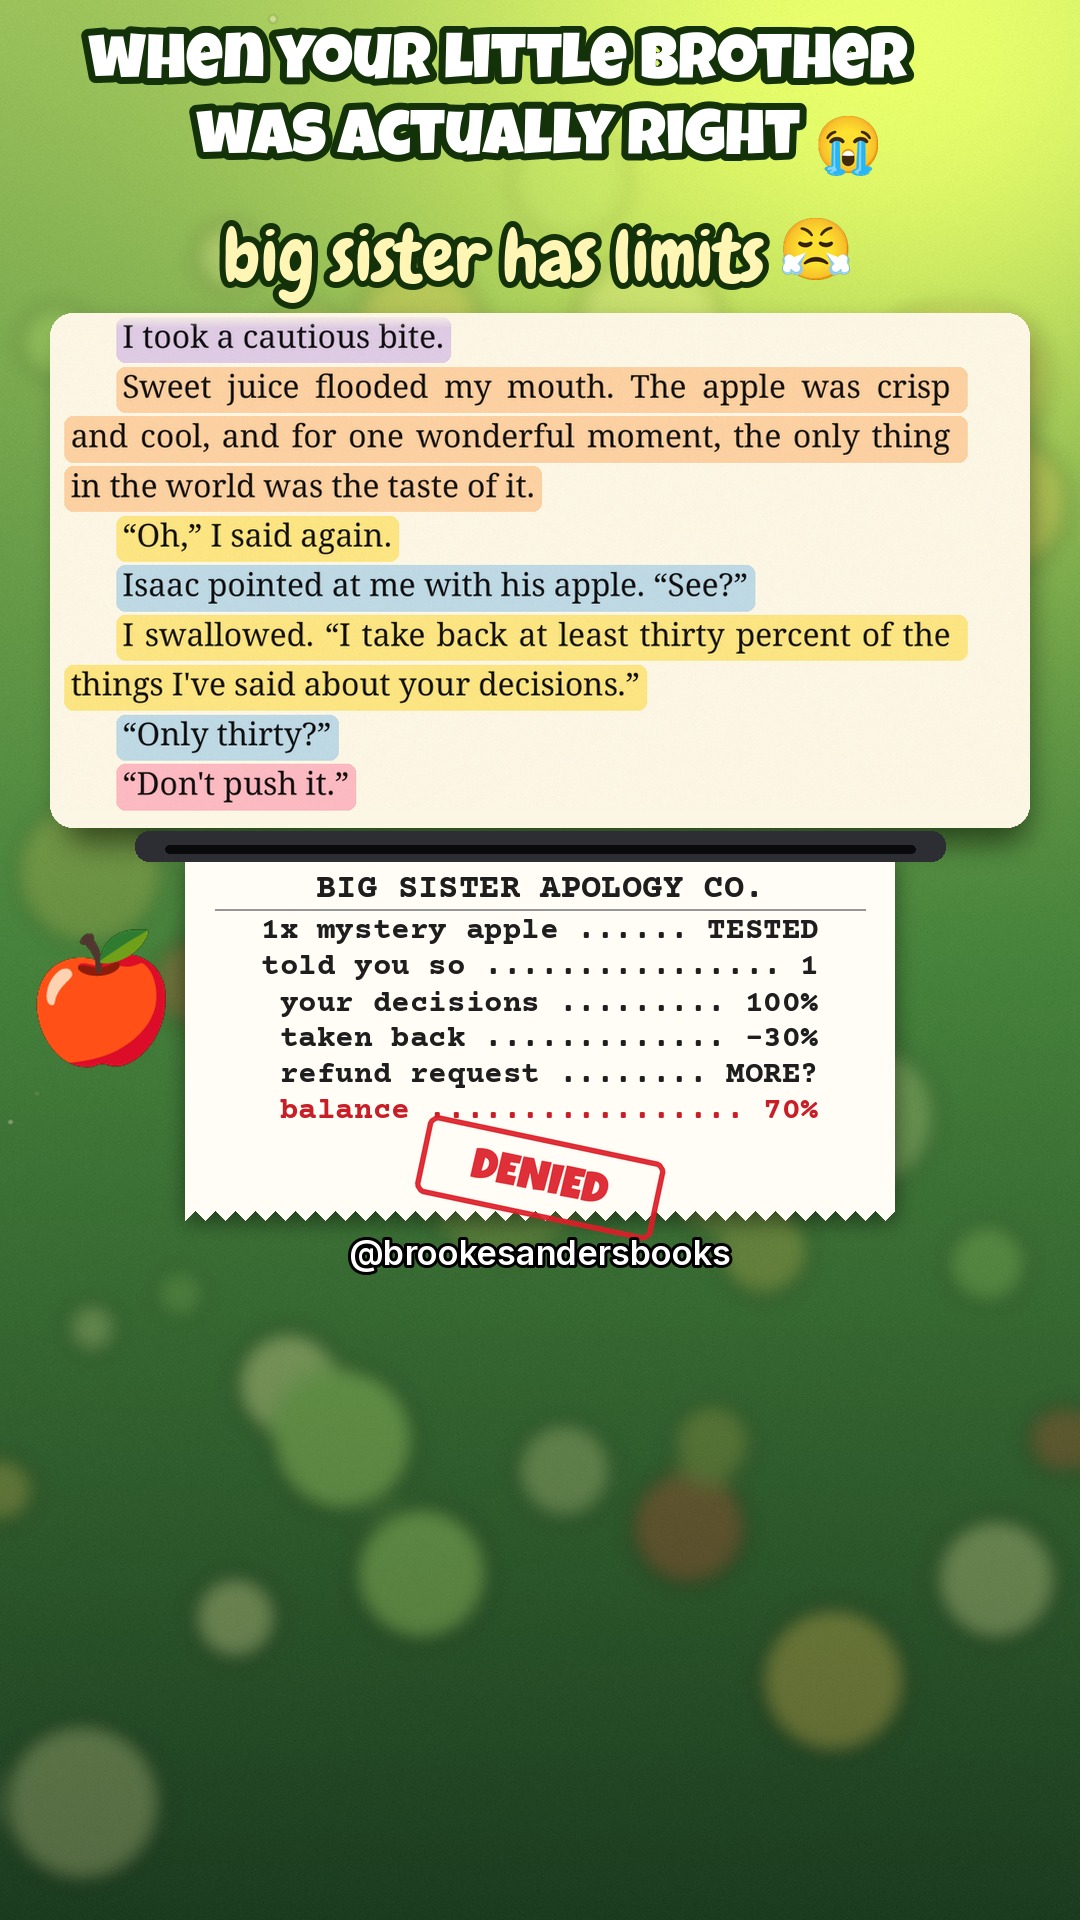 WHEN YOUR LITTLE BROTHER
WAS ACTUALLY RIGHT 😭
big sister has limits 😤
I took a cautious bite.
Sweet juice flooded my mouth. The apple was crisp
and cool, and for one wonderful moment, the only thing
in the world was the taste of it.
“Oh,” I said again.
Isaac pointed at me with his apple. “See?”
I swallowed. “I take back at least thirty percent of the
things I've said about your decisions.”
“Only thirty?”
“Don't push it.”
BIG SISTER APOLOGY CO.
1x mystery apple ...... TESTED
told you so ................ 1
your decisions ......... 100%
taken back ............. -30%
refund request ........ MORE?
balance ................. 70%
DENIED
@brookesandersbooks